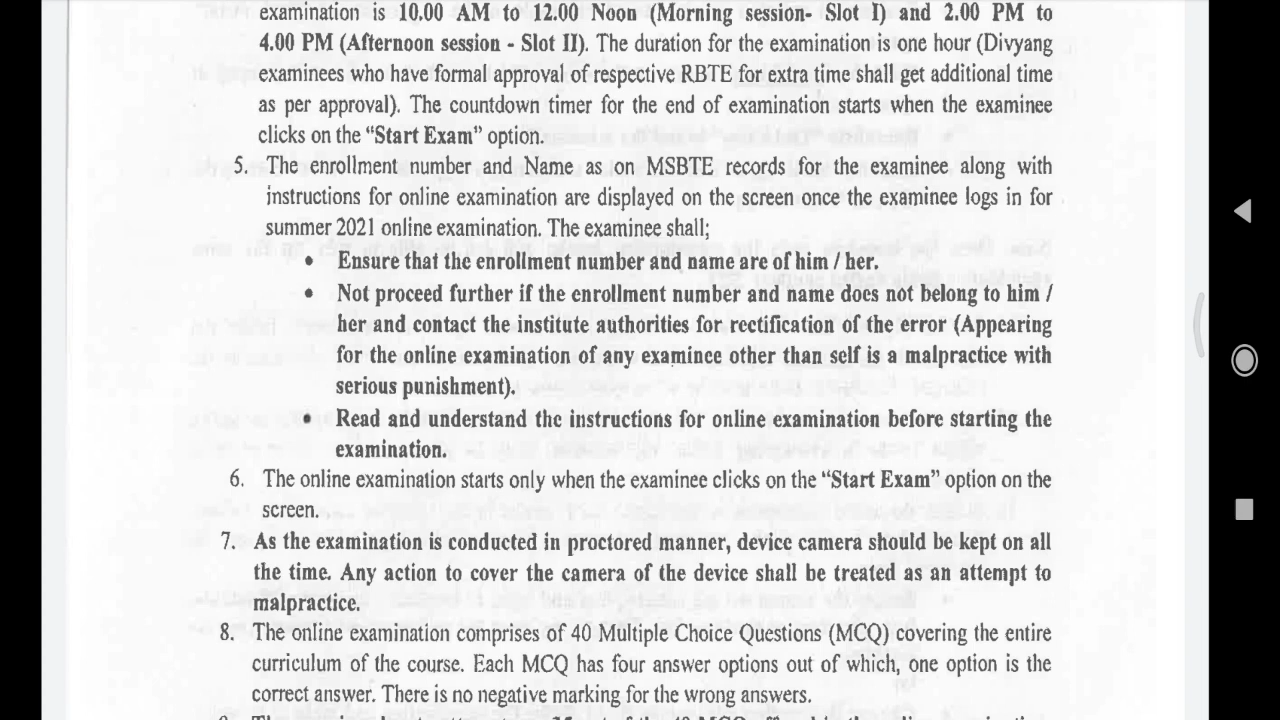 examination is 10.00 AM to 12.00 Noon (Morning session- Slot I) and 2.00 PM to
4.00 PM (Afternoon session - Slot II). The duration for the examination is one hour (Divyang
examinees who have formal approval of respective RBTE for extra time shall get additional time
as per approval). The countdown timer for the end of examination starts when the examinee
clicks on the “Start Exam” option.
5. The enrollment number and Name as on MSBTE records for the examinee along with
instructions for online examination are displayed on the screen once the examinee logs in for
summer 2021 online examination. The examinee shall;
• Ensure that the enrollment number and name are of him / her.
• Not proceed further if the enrollment number and name does not belong to him /
her and contact the institute authorities for rectification of the error (Appearing
for the online examination of any examinee other than self is a malpractice with
serious punishment).
• Read and understand the instructions for online examination before starting the
examination.
6. The online examination starts only when the examinee clicks on the “Start Exam” option on the
screen.
7. As the examination is conducted in proctored manner, device camera should be kept on all
the time. Any action to cover the camera of the device shall be treated as an attempt to
malpractice.
8. The online examination comprises of 40 Multiple Choice Questions (MCQ) covering the entire
curriculum of the course. Each MCQ has four answer options out of which, one option is the
correct answer. There is no negative marking for the wrong answers.